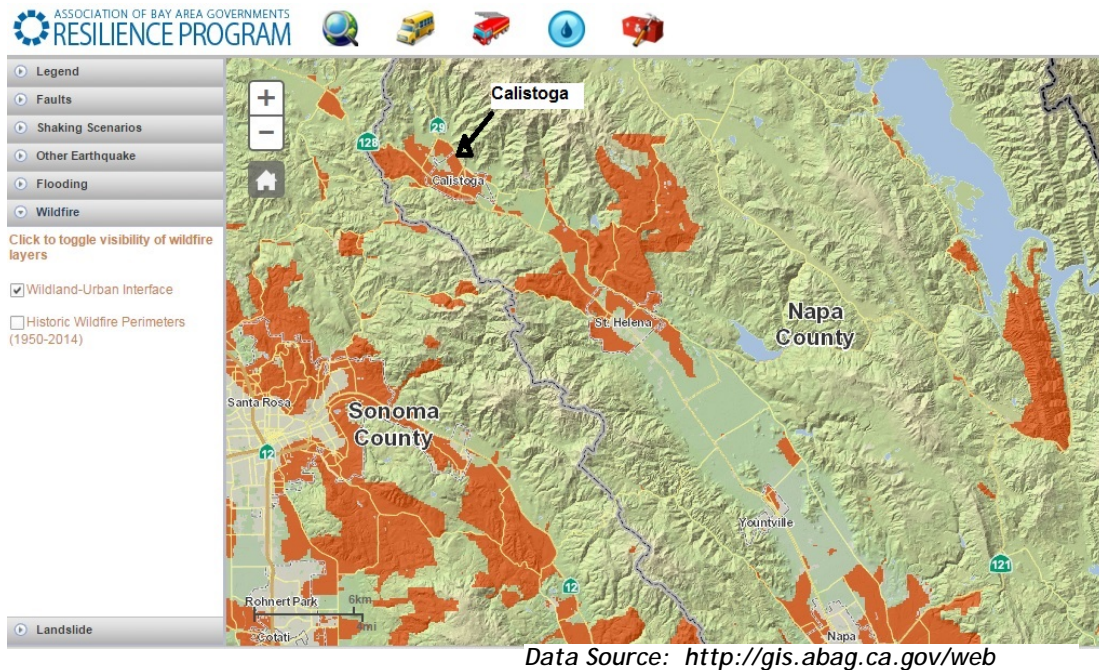 ASSOCIATION OF BAY AREA GOVERNMENTS
RESILIENCE PROGRAM
Legend
Faults
Shaking Scenarios
Other Earthquake
Flooding
Wildfire
Click to toggle visibility of wildfire
layers
Wildland-Urban Interface
Historic Wildfire Perimeters
(1950-2014)
Landslide
+
−
Calistoga
29
128
Calistoga
St. Helena
Napa
County
Santa Rosa
Sonoma
County
12
Yountville
121
12
Rohnert Park
6km
4mi
Cotati
Napa
Data Source: http://gis.abag.ca.gov/web